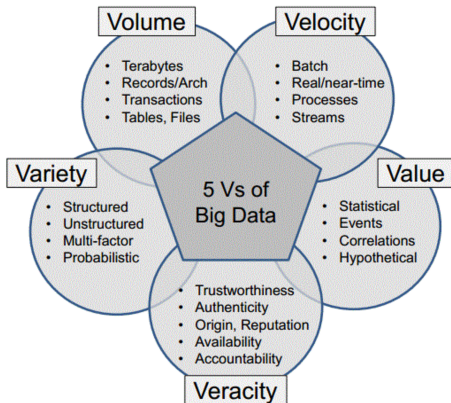 Volume
• Terabytes
• Records/Arch
• Transactions
• Tables, Files
Velocity
• Batch
• Real/near-time
• Processes
• Streams
Variety
• Structured
• Unstructured
• Multi-factor
• Probabilistic
5 Vs of
Big Data
Value
• Statistical
• Events
• Correlations
• Hypothetical
• Trustworthiness
• Authenticity
• Origin, Reputation
• Availability
• Accountability
Veracity